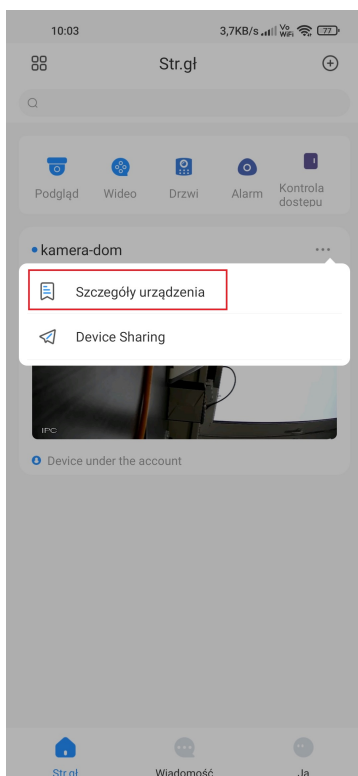 10:03
3,7KB/s Vo WiFi 77
Str.gł
Podgląd Wideo Drzwi Alarm Kontrola dostępu
kamera-dom
Szczegóły urządzenia
Device Sharing
IPC
Device under the account
Str.gł Wiadomość Ja